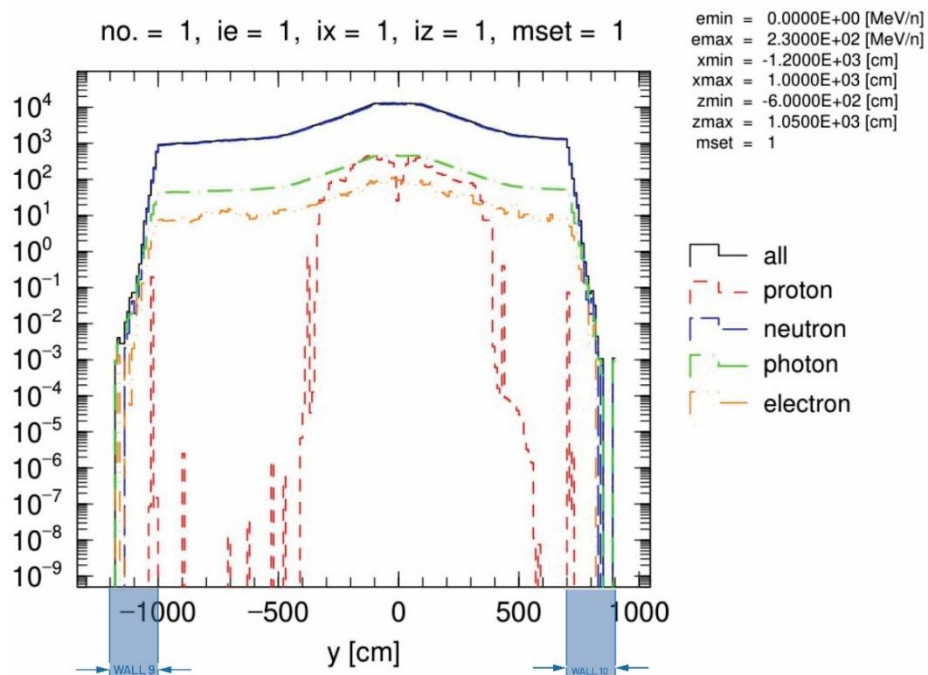 no. = 1, ie = 1, ix = 1, iz = 1, mset = 1
emin = 0.0000E+00 [MeV/n]
emax = 2.3000E+02 [MeV/n]
xmin = -1.2000E+03 [cm]
xmax = 1.0000E+03 [cm]
zmin = -6.0000E+02 [cm]
zmax = 1.0500E+03 [cm]
mset = 1
10⁴
10³
10²
10¹
10⁰
10⁻¹
10⁻²
10⁻³
10⁻⁴
10⁻⁵
10⁻⁶
10⁻⁷
10⁻⁸
10⁻⁹
all
proton
neutron
photon
electron
−1000 −500 0 500 1000
y [cm]
WALL 9
WALL 10